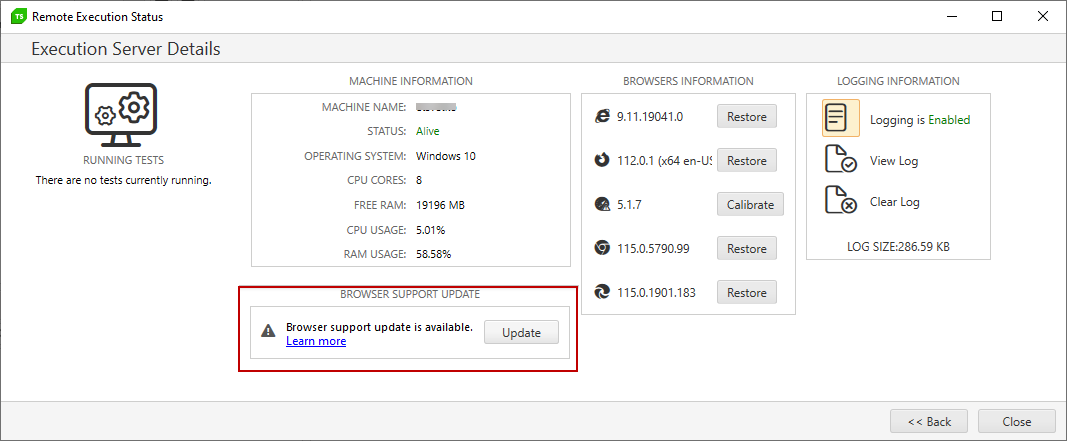 TS Remote Execution Status
Execution Server Details
RUNNING TESTS
There are no tests currently running.
MACHINE INFORMATION
MACHINE NAME:
STATUS: Alive
OPERATING SYSTEM: Windows 10
CPU CORES: 8
FREE RAM: 19196 MB
CPU USAGE: 5.01%
RAM USAGE: 58.58%
BROWSER SUPPORT UPDATE
Browser support update is available.
Learn more
Update
BROWSERS INFORMATION
9.11.19041.0 Restore
112.0.1 (x64 en-US Restore
5.1.7 Calibrate
115.0.5790.99 Restore
115.0.1901.183 Restore
LOGGING INFORMATION
Logging is Enabled
View Log
Clear Log
LOG SIZE:286.59 KB
<< Back Close